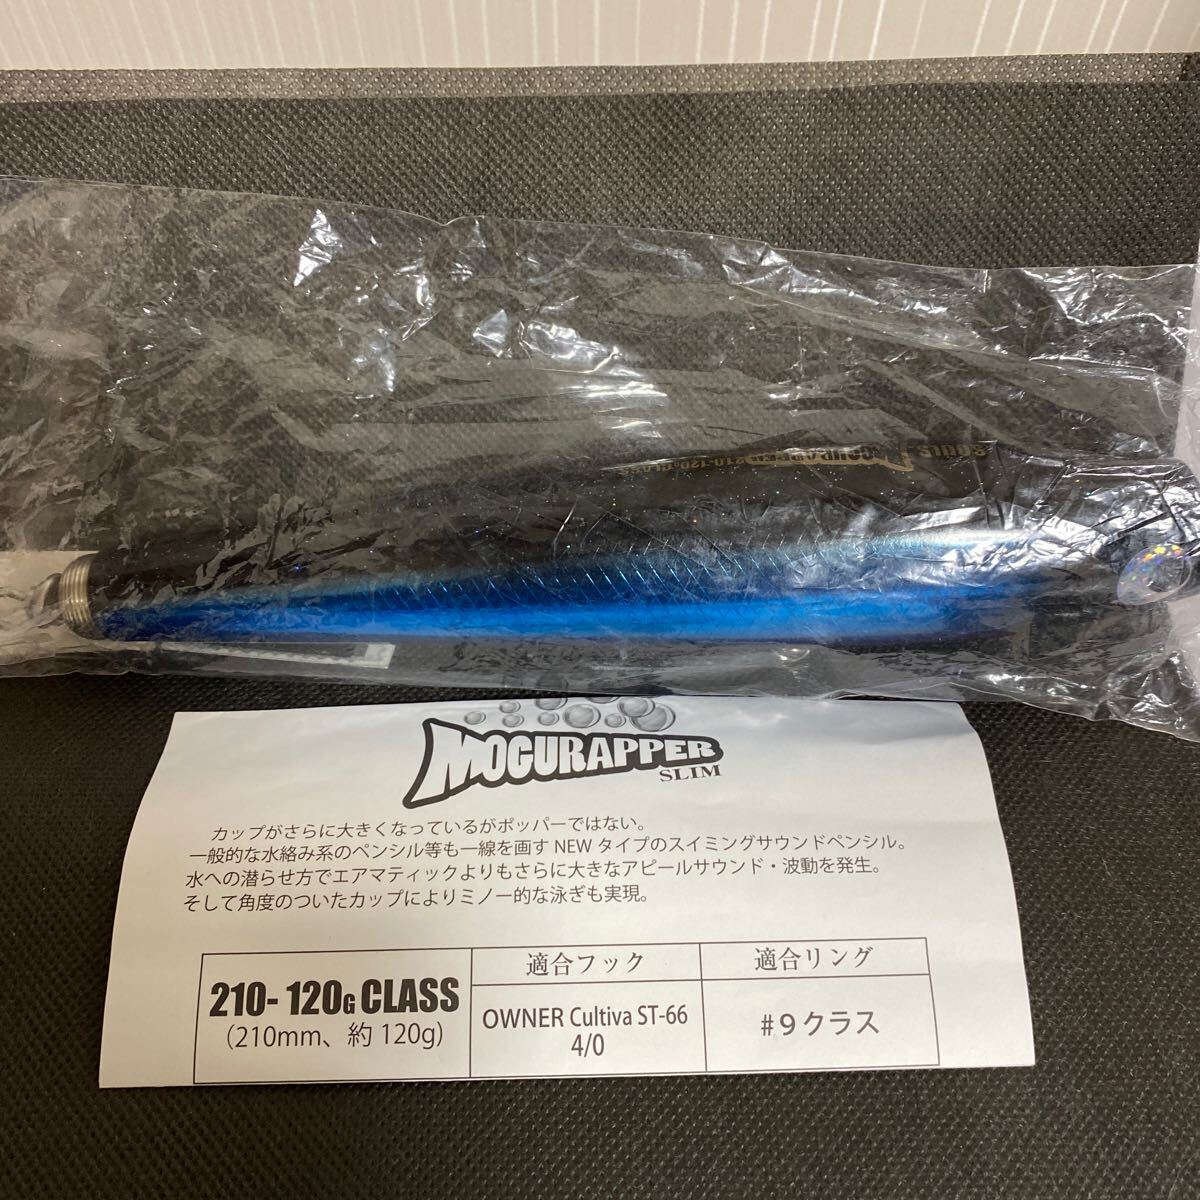 MOGURAPPER
SLIM
カップがさらに大きくなっているがポッパーではない。
一般的な水絡み系のペンシル等も一線を画す NEW タイプのスイミングサウンドペンシル。
水への潜らせ方でエアマティックよりもさらに大きなアピールサウンド・波動を発生。
そして角度のついたカップによりミノー的な泳ぎも実現。
210- 120G CLASS
(210mm、約 120g)
適合フック
適合リング
OWNER Cultiva ST-66
4/0
#9クラス